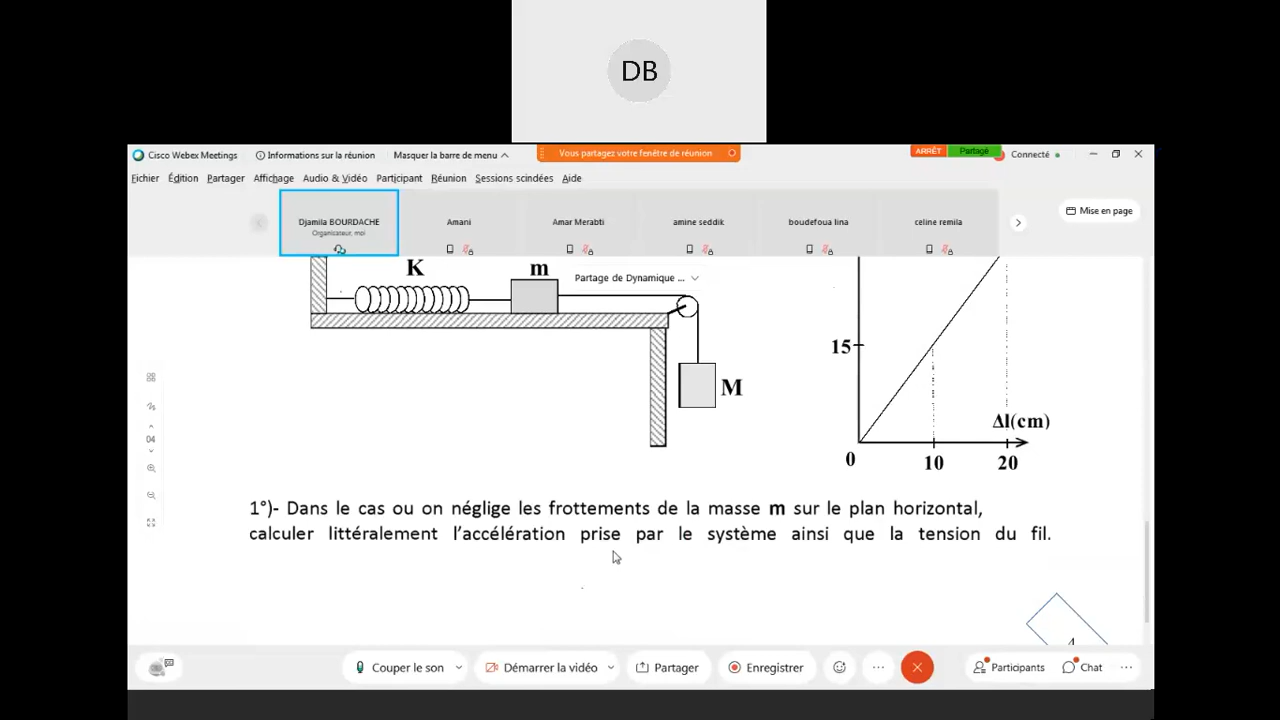 DB
Cisco Webex Meetings
Informations sur la réunion
Masquer la barre de menu
Vous partagez votre fenêtre de réunion
ARRÊT
Partagé
Connecté
Fichier Édition Partager Affichage Audio & Vidéo Participant Réunion Sessions scindées Aide
Djamila BOURDACHE
Organisateur, moi
Amani
Amar Merabti
amine seddik
boudefoua lina
celine remila
Mise en page
Partage de Dynamique ...
K
m
M
15
Δl(cm)
0
10
20
04
1°)- Dans le cas ou on néglige les frottements de la masse m sur le plan horizontal,
calculer littéralement l’accélération prise par le système ainsi que la tension du fil.
4
Couper le son
Démarrer la vidéo
Partager
Enregistrer
Participants
Chat